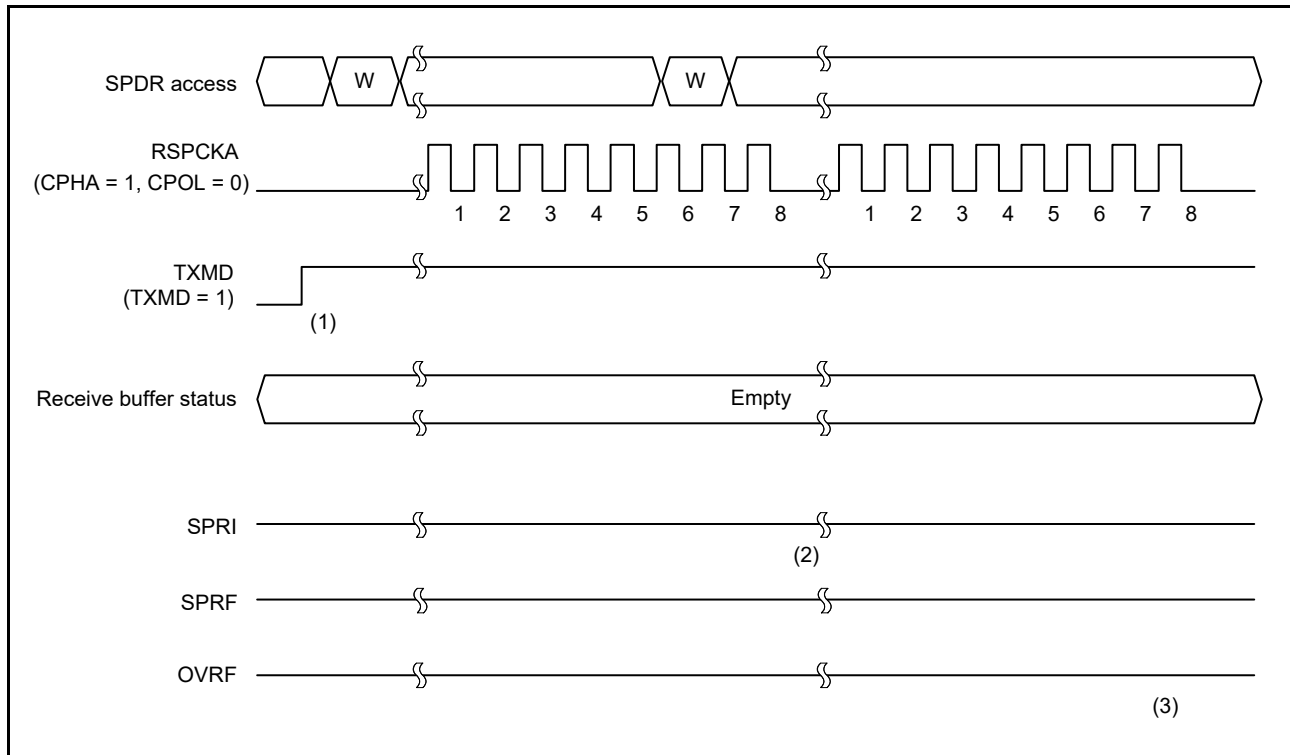 SPDR access
W
W
RSPCKA
(CPHA = 1, CPOL = 0)
1 2 3 4 5 6 7 8 1 2 3 4 5 6 7 8
TXMD
(TXMD = 1)
(1)
Receive buffer status
Empty
SPRI
(2)
SPRF
OVRF
(3)